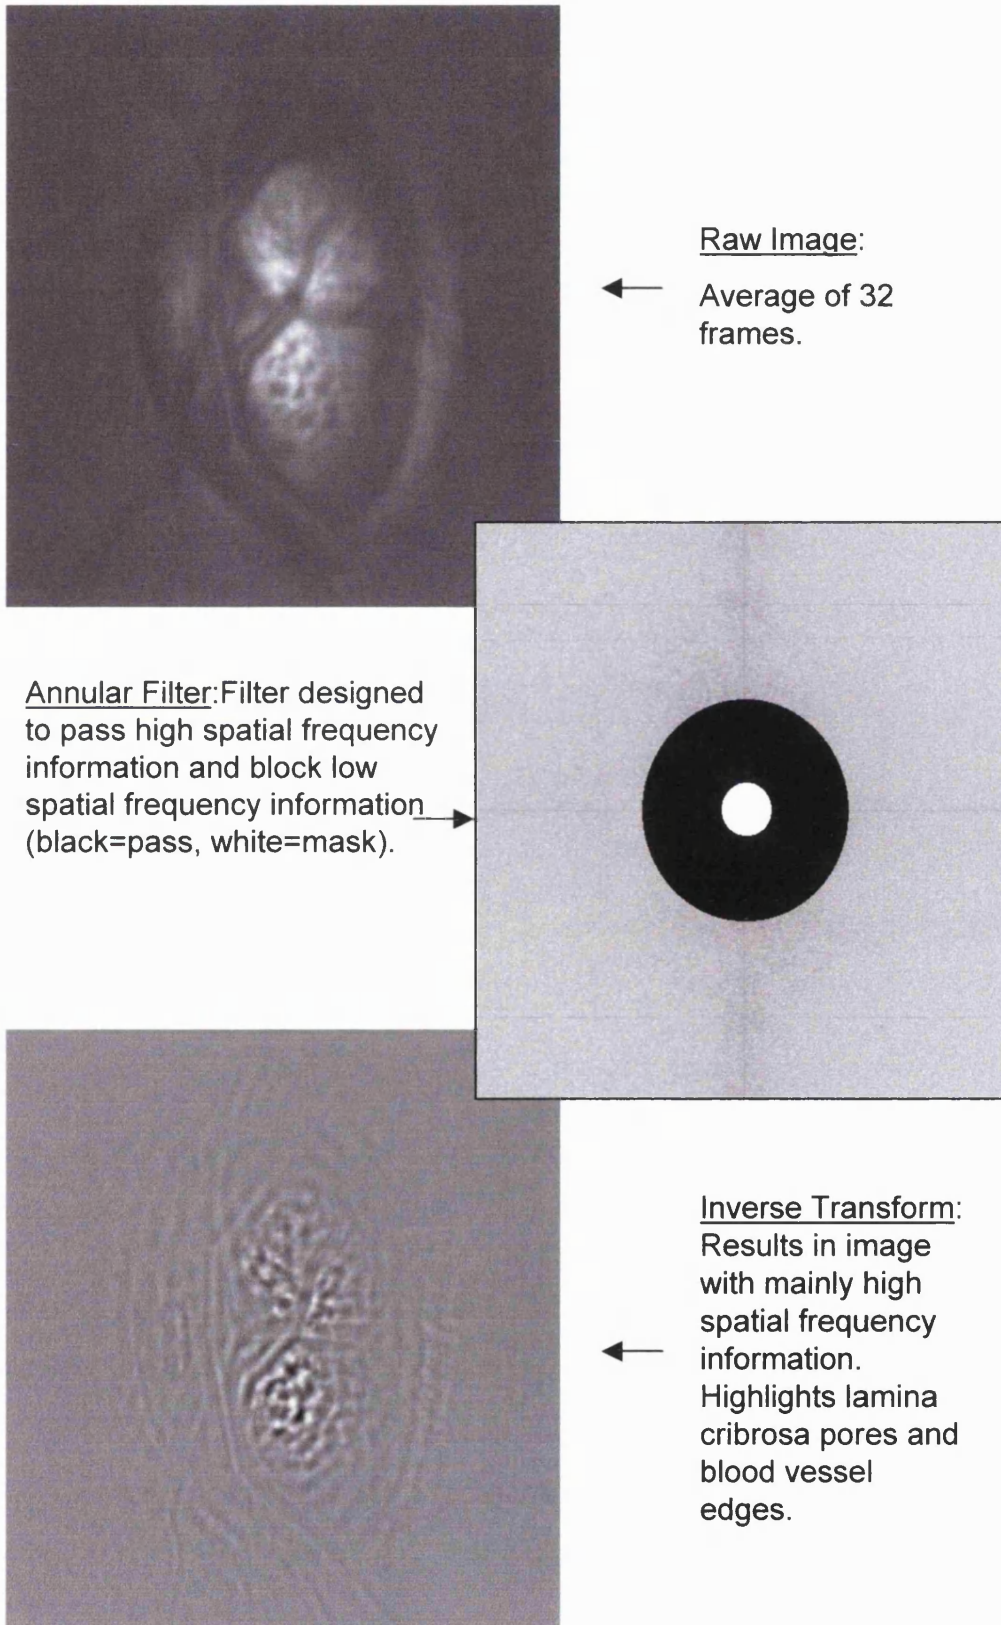 Raw Image:
Average of 32
frames.
Annular Filter:Filter designed
to pass high spatial frequency
information and block low
spatial frequency information
(black=pass, white=mask).
Inverse Transform:
Results in image
with mainly high
spatial frequency
information.
Highlights lamina
cribrosa pores and
blood vessel
edges.